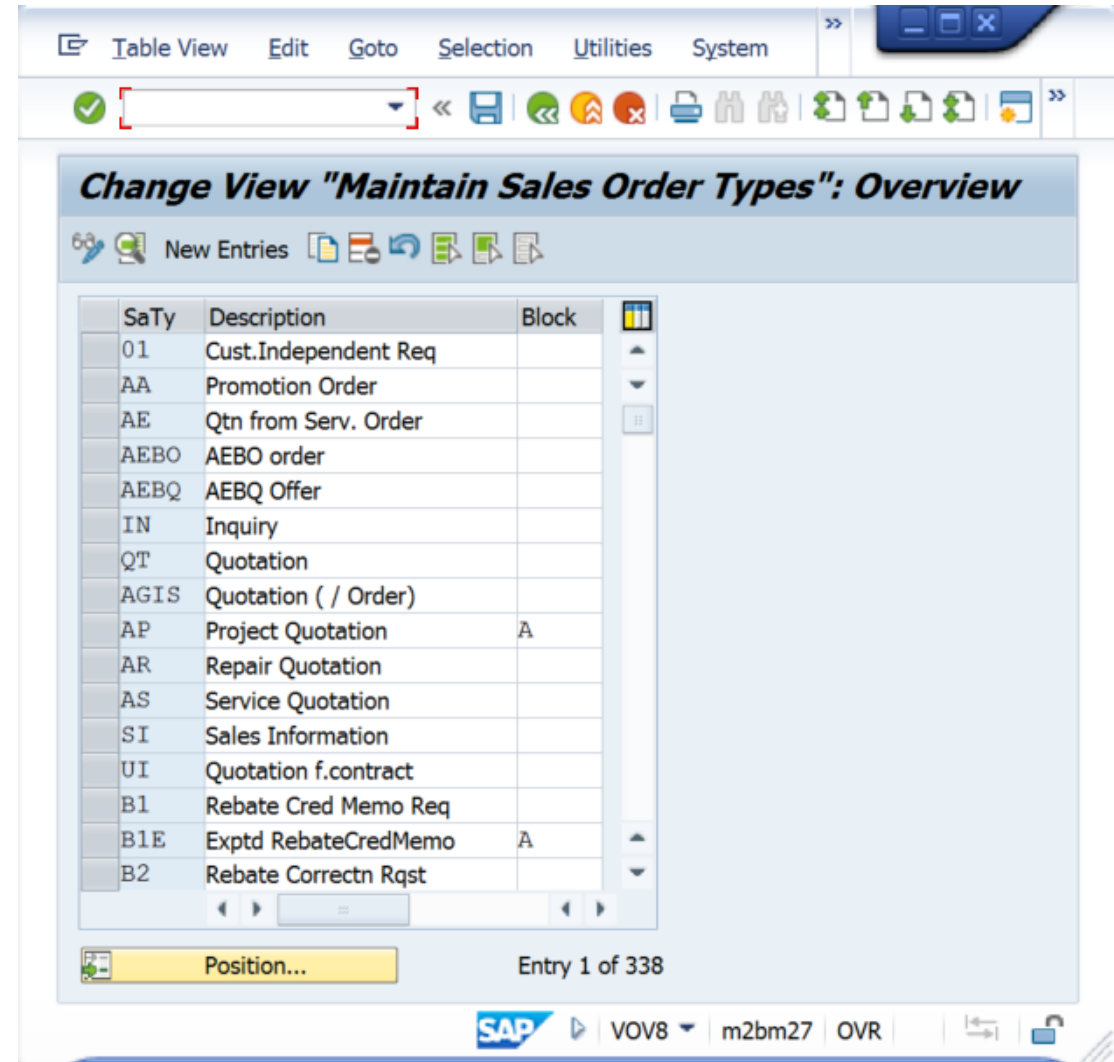 Table View Edit Goto Selection Utilities System
Change View "Maintain Sales Order Types": Overview
New Entries
SaTy Description Block
01 Cust.Independent Req
AA Promotion Order
AE Qtn from Serv. Order
AEBO AEBO order
AEBQ AEBQ Offer
IN Inquiry
QT Quotation
AGIS Quotation ( / Order)
AP Project Quotation A
AR Repair Quotation
AS Service Quotation
SI Sales Information
UI Quotation f.contract
B1 Rebate Cred Memo Req
B1E Exptd RebateCredMemo A
B2 Rebate Correctn Rqst
Position... Entry 1 of 338
SAP VOV8 m2bm27 OVR